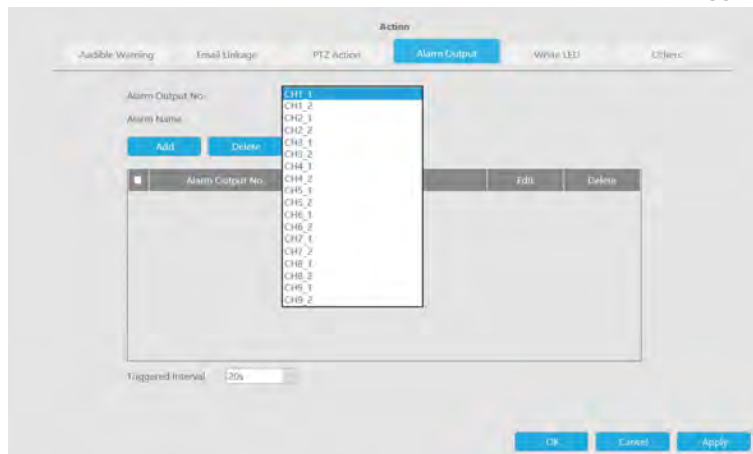 Action
Audible Warning Email Linkage PTZ Action Alarm Output White LED Others
Alarm Output No.
CH1_1
CH1_2
Alarm Name
CH2_1
CH2_2
Add Delete
CH3_1
CH3_2
CH4_1
Alarm Output No. CH4_2 Edit Delete
CH5_1
CH5_2
CH6_1
CH6_2
CH7_1
CH7_2
CH8_1
CH8_2
CH9_1
CH9_2
Triggered Interval 20s
OK Cancel Apply